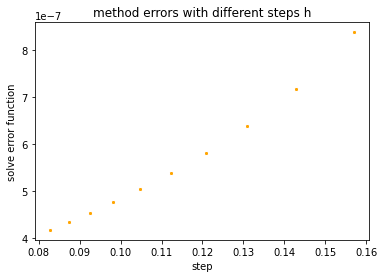 method errors with different steps h
1e−7
8
7
6
5
4
solve error function
0.08 0.09 0.10 0.11 0.12 0.13 0.14 0.15 0.16
step